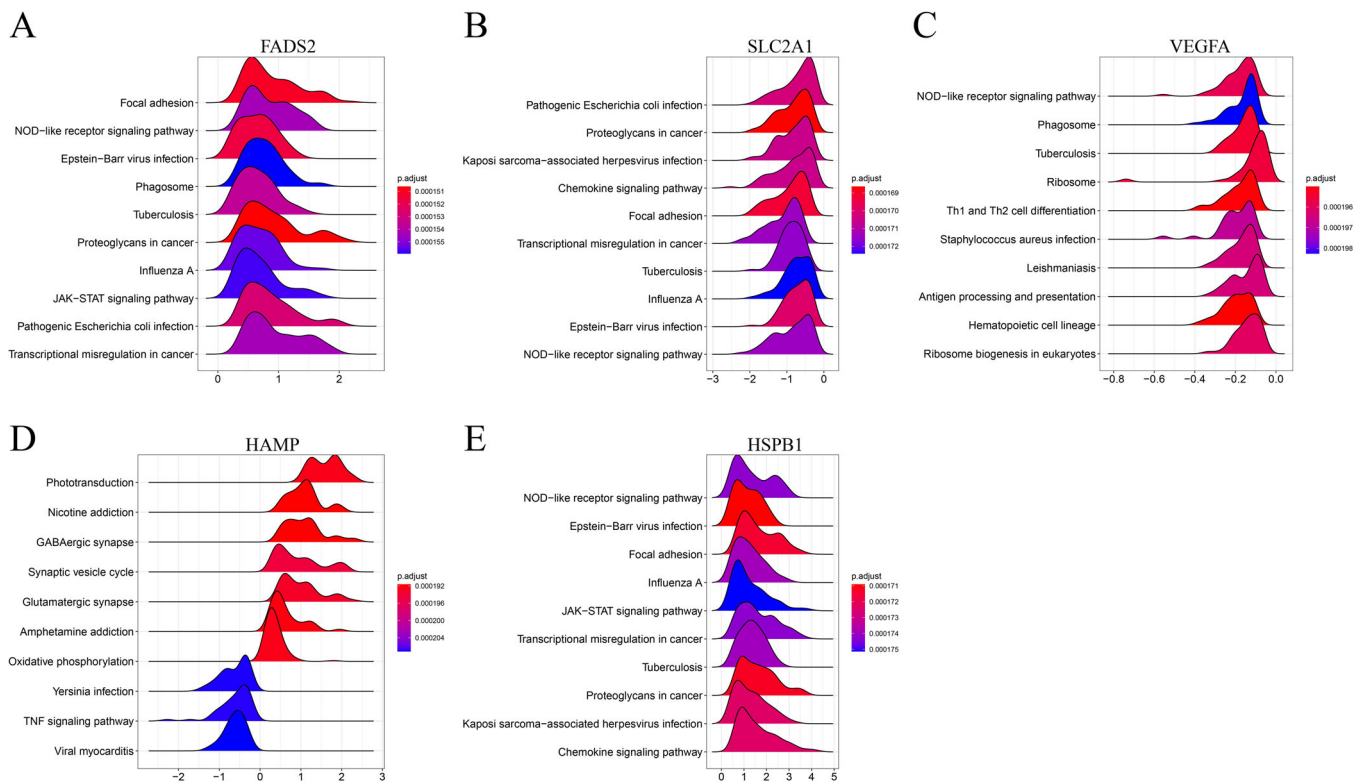 A
FADS2
Focal adhesion
NOD−like receptor signaling pathway
Epstein−Barr virus infection
Phagosome
Tuberculosis
Proteoglycans in cancer
Influenza A
JAK−STAT signaling pathway
Pathogenic Escherichia coli infection
Transcriptional misregulation in cancer
0 1 2
p.adjust
0.000151
0.000152
0.000153
0.000154
0.000155
B
SLC2A1
Pathogenic Escherichia coli infection
Proteoglycans in cancer
Kaposi sarcoma−associated herpesvirus infection
Chemokine signaling pathway
Focal adhesion
Transcriptional misregulation in cancer
Tuberculosis
Influenza A
Epstein−Barr virus infection
NOD−like receptor signaling pathway
−3 −2 −1 0
p.adjust
0.000169
0.000170
0.000171
0.000172
C
VEGFA
NOD−like receptor signaling pathway
Phagosome
Tuberculosis
Ribosome
Th1 and Th2 cell differentiation
Staphylococcus aureus infection
Leishmaniasis
Antigen processing and presentation
Hematopoietic cell lineage
Ribosome biogenesis in eukaryotes
−0.8 −0.6 −0.4 −0.2 0.0
p.adjust
0.000196
0.000197
0.000198
D
HAMP
Phototransduction
Nicotine addiction
GABAergic synapse
Synaptic vesicle cycle
Glutamatergic synapse
Amphetamine addiction
Oxidative phosphorylation
Yersinia infection
TNF signaling pathway
Viral myocarditis
−2 −1 0 1 2 3
p.adjust
0.000192
0.000196
0.000200
0.000204
E
HSPB1
NOD−like receptor signaling pathway
Epstein−Barr virus infection
Focal adhesion
Influenza A
JAK−STAT signaling pathway
Transcriptional misregulation in cancer
Tuberculosis
Proteoglycans in cancer
Kaposi sarcoma−associated herpesvirus infection
Chemokine signaling pathway
0 1 2 3 4 5
p.adjust
0.000171
0.000172
0.000173
0.000174
0.000175